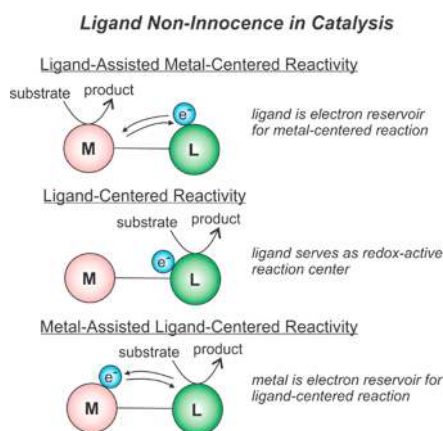 Ligand Non-Innocence in Catalysis
Ligand-Assisted Metal-Centered Reactivity
substrate product
e⁻
M L
ligand is electron reservoir
for metal-centered reaction
Ligand-Centered Reactivity
substrate product
e⁻
M L
ligand serves as redox-active
reaction center
Metal-Assisted Ligand-Centered Reactivity
substrate product
e⁻
M L
metal is electron reservoir for
ligand-centered reaction